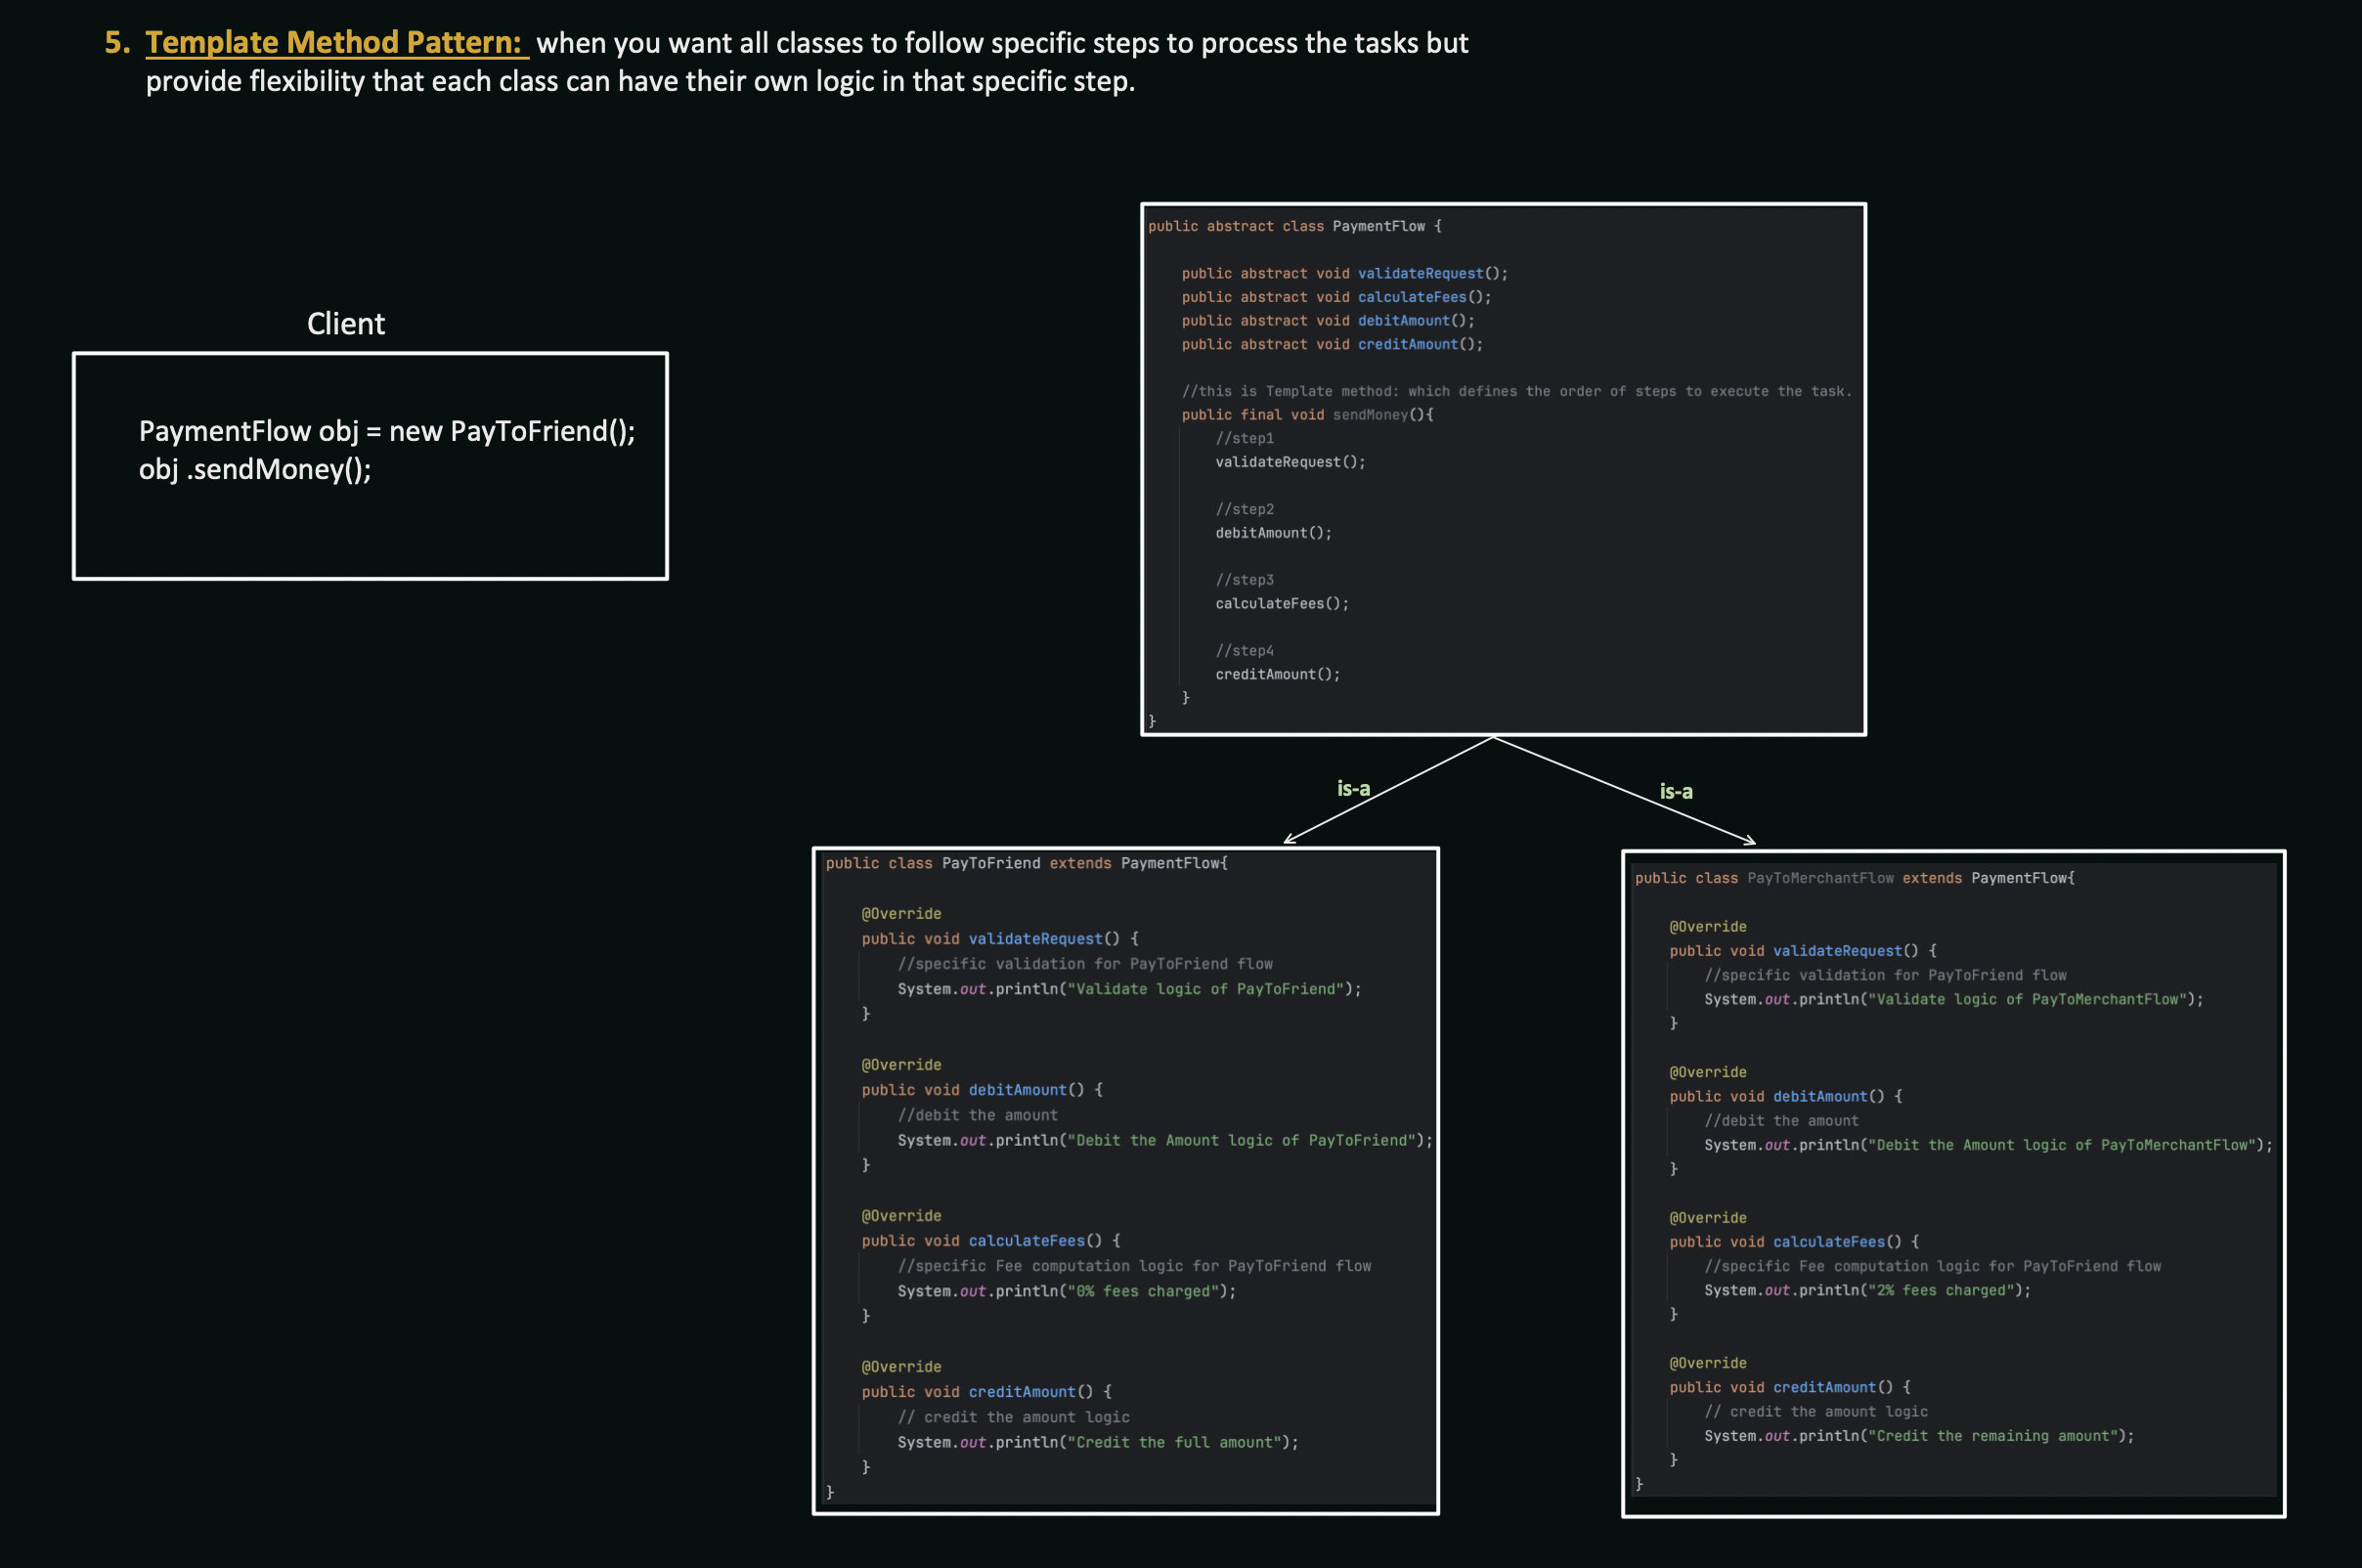 5. Template Method Pattern: when you want all classes to follow specific steps to process the tasks but
provide flexibility that each class can have their own logic in that specific step.
Client
PaymentFlow obj = new PayToFriend();
obj .sendMoney();
public abstract class PaymentFlow {
public abstract void validateRequest();
public abstract void calculateFees();
public abstract void debitAmount();
public abstract void creditAmount();
//this is Template method: which defines the order of steps to execute the task.
public final void sendMoney(){
//step1
validateRequest();
//step2
debitAmount();
//step3
calculateFees();
//step4
creditAmount();
}
}
is-a
is-a
public class PayToFriend extends PaymentFlow{
@Override
public void validateRequest() {
//specific validation for PayToFriend flow
System.out.println("Validate logic of PayToFriend");
}
@Override
public void debitAmount() {
//debit the amount
System.out.println("Debit the Amount logic of PayToFriend");
}
@Override
public void calculateFees() {
//specific Fee computation logic for PayToFriend flow
System.out.println("0% fees charged");
}
@Override
public void creditAmount() {
// credit the amount logic
System.out.println("Credit the full amount");
}
}
public class PayToMerchantFlow extends PaymentFlow{
@Override
public void validateRequest() {
//specific validation for PayToFriend flow
System.out.println("Validate logic of PayToMerchantFlow");
}
@Override
public void debitAmount() {
//debit the amount
System.out.println("Debit the Amount logic of PayToMerchantFlow");
}
@Override
public void calculateFees() {
//specific Fee computation logic for PayToFriend flow
System.out.println("2% fees charged");
}
@Override
public void creditAmount() {
// credit the amount logic
System.out.println("Credit the remaining amount");
}
}